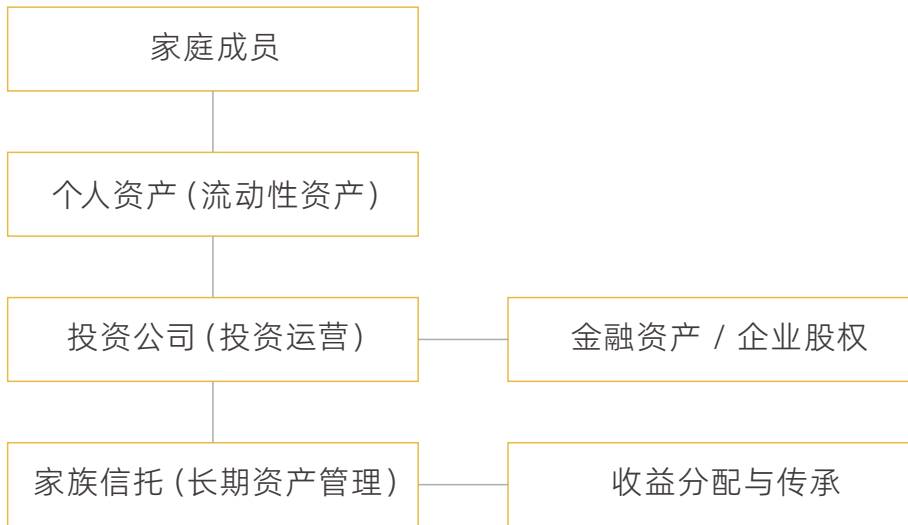 家庭成员
个人资产（流动性资产）
投资公司（投资运营）
金融资产 / 企业股权
家族信托（长期资产管理）
收益分配与传承